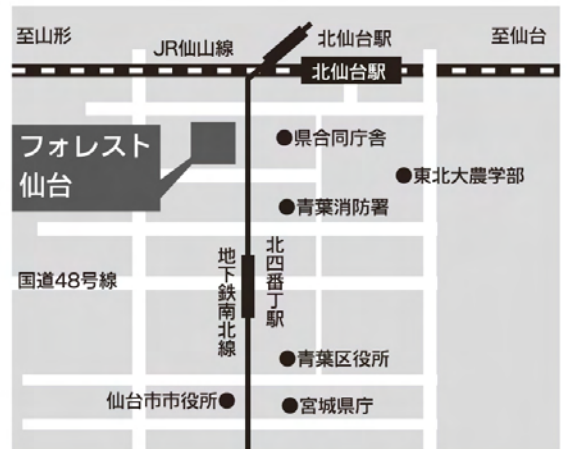 至山形
JR仙山線
北仙台駅
至仙台
北仙台駅
フォレスト
仙台
●県合同庁舎
●東北大農学部
●青葉消防署
国道48号線
地下鉄南北線
北四番丁駅
●青葉区役所
仙台市市役所●
●宮城県庁